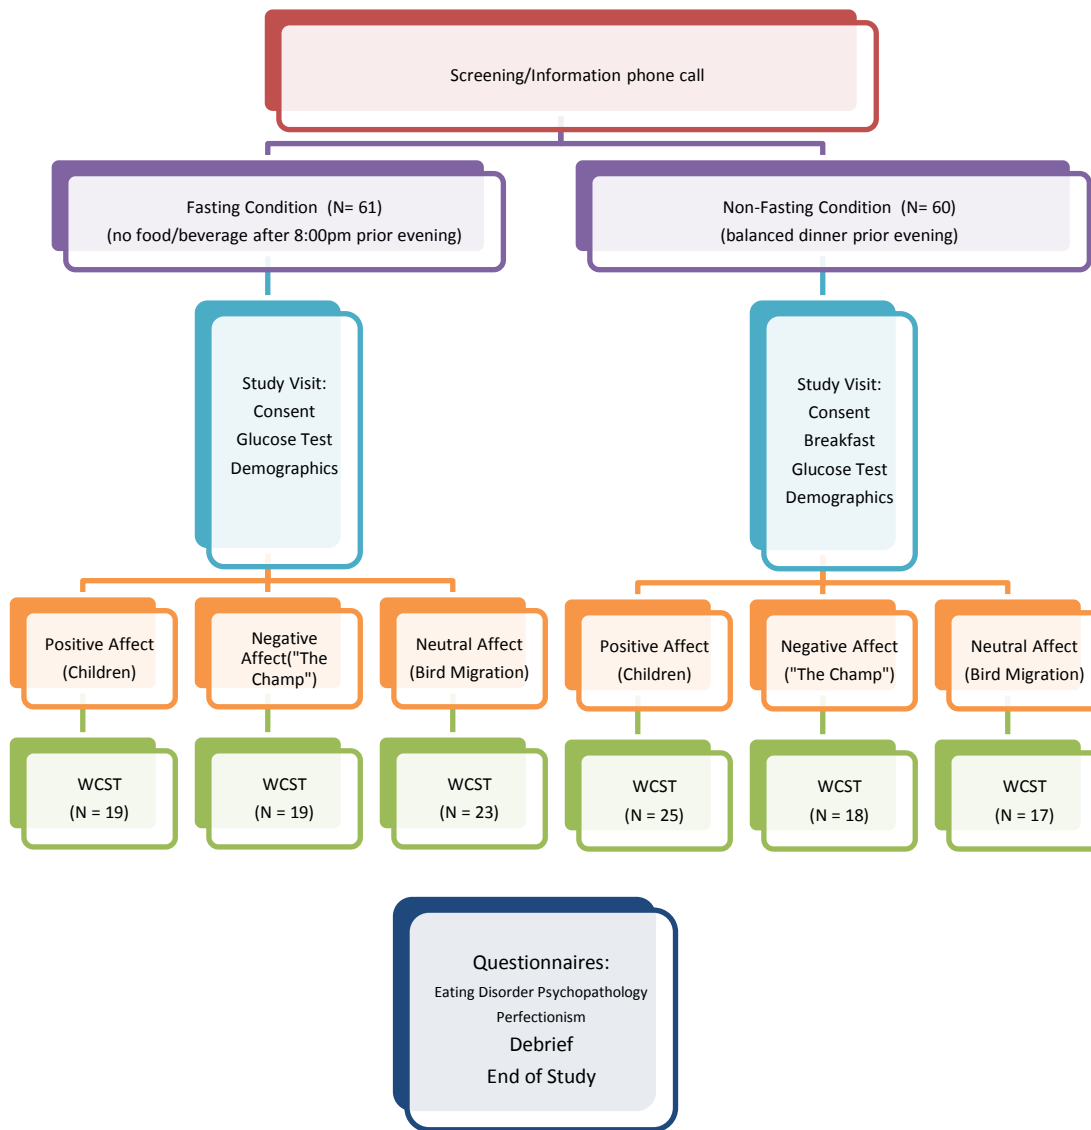 Screening/Information phone call
Fasting Condition (N= 61)
(no food/beverage after 8:00pm prior evening)
Non-Fasting Condition (N= 60)
(balanced dinner prior evening)
Study Visit:
Consent
Glucose Test
Demographics
Study Visit:
Consent
Breakfast
Glucose Test
Demographics
Positive Affect
(Children)
Negative
Affect("The
Champ")
Neutral Affect
(Bird Migration)
Positive Affect
(Children)
Negative Affect
("The Champ")
Neutral Affect
(Bird Migration)
WCST
(N = 19)
WCST
(N = 19)
WCST
(N = 23)
WCST
(N = 25)
WCST
(N = 18)
WCST
(N = 17)
Questionnaires:
Eating Disorder Psychopathology
Perfectionism
Debrief
End of Study